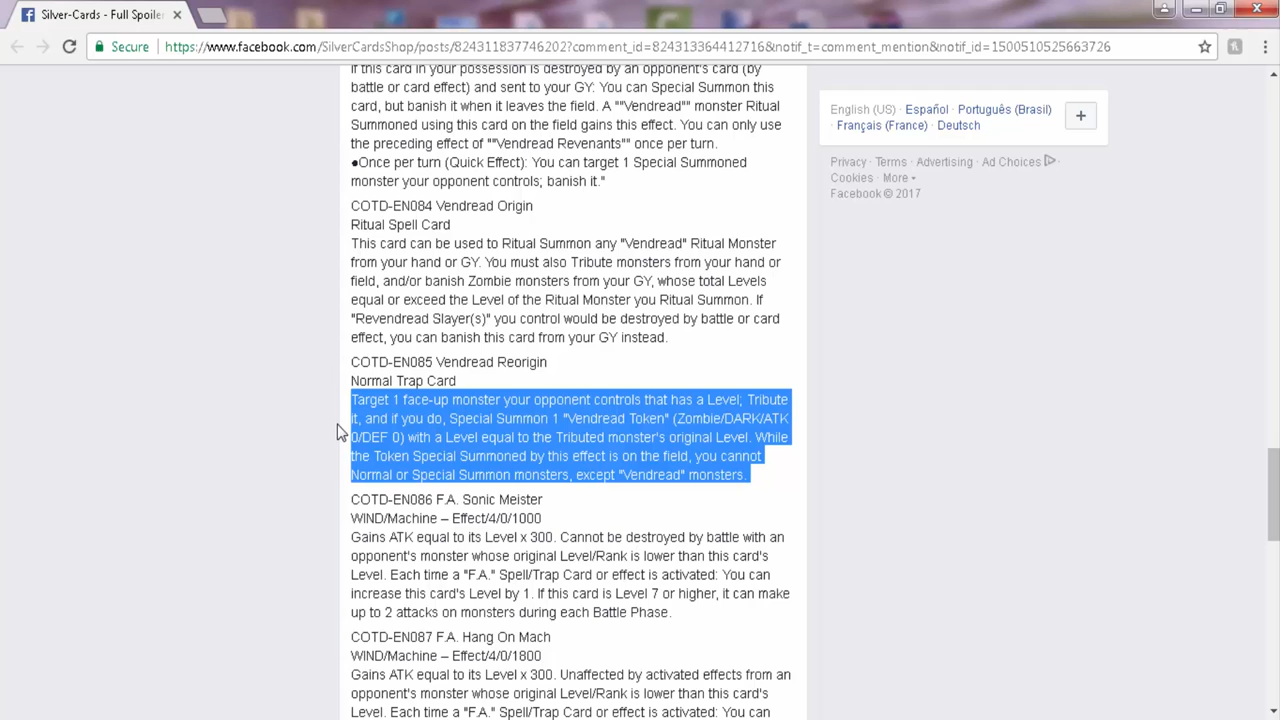 Silver-Cards - Full Spoiler
Secure
https://www.facebook.com/SilverCardsShop/posts/824311837746202?comment_id=824313364412716&notif_t=comment_mention&notif_id=1500510525663726
If this card in your possession is destroyed by an opponent's card (by
battle or card effect) and sent to your GY: You can Special Summon this
card, but banish it when it leaves the field. A ""Vendread"" monster Ritual
Summoned using this card on the field gains this effect. You can only use
the preceding effect of ""Vendread Revenants"" once per turn.
●Once per turn (Quick Effect): You can target 1 Special Summoned
monster your opponent controls; banish it."
COTD-EN084 Vendread Origin
Ritual Spell Card
This card can be used to Ritual Summon any "Vendread" Ritual Monster
from your hand or GY. You must also Tribute monsters from your hand or
field, and/or banish Zombie monsters from your GY, whose total Levels
equal or exceed the Level of the Ritual Monster you Ritual Summon. If
"Revendread Slayer(s)" you control would be destroyed by battle or card
effect, you can banish this card from your GY instead.
COTD-EN085 Vendread Reorigin
Normal Trap Card
Target 1 face-up monster your opponent controls that has a Level; Tribute
it, and if you do, Special Summon 1 "Vendread Token" (Zombie/DARK/ATK
0/DEF 0) with a Level equal to the Tributed monster's original Level. While
the Token Special Summoned by this effect is on the field, you cannot
Normal or Special Summon monsters, except "Vendread" monsters.
COTD-EN086 F.A. Sonic Meister
WIND/Machine – Effect/4/0/1000
Gains ATK equal to its Level x 300. Cannot be destroyed by battle with an
opponent's monster whose original Level/Rank is lower than this card's
Level. Each time a "F.A." Spell/Trap Card or effect is activated: You can
increase this card's Level by 1. If this card is Level 7 or higher, it can make
up to 2 attacks on monsters during each Battle Phase.
COTD-EN087 F.A. Hang On Mach
WIND/Machine – Effect/4/0/1800
Gains ATK equal to its Level x 300. Unaffected by activated effects from an
opponent's monster whose original Level/Rank is lower than this card's
Level. Each time a "F.A." Spell/Trap Card or effect is activated: You can
English (US) · Español · Português (Brasil)
· Français (France) · Deutsch
+
Privacy · Terms · Advertising · Ad Choices ·
Cookies · More
Facebook © 2017